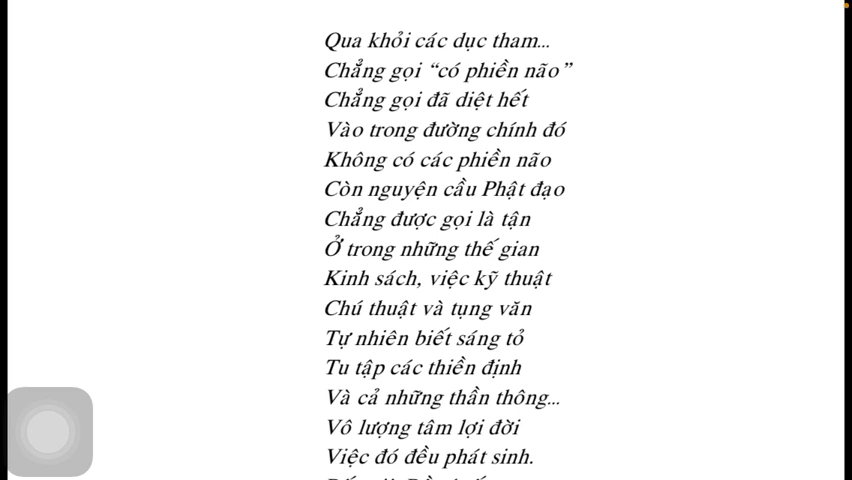 Qua khỏi các dục tham...
Chẳng gọi “có phiền não”
Chẳng gọi đã diệt hết
Vào trong đường chính đó
Không có các phiền não
Còn nguyện cầu Phật đạo
Chẳng được gọi là tận
Ở trong những thế gian
Kinh sách, việc kỹ thuật
Chú thuật và tụng văn
Tự nhiên biết sáng tỏ
Tu tập các thiền định
Và cả những thần thông...
Vô lượng tâm lợi đời
Việc đó đều phát sinh.